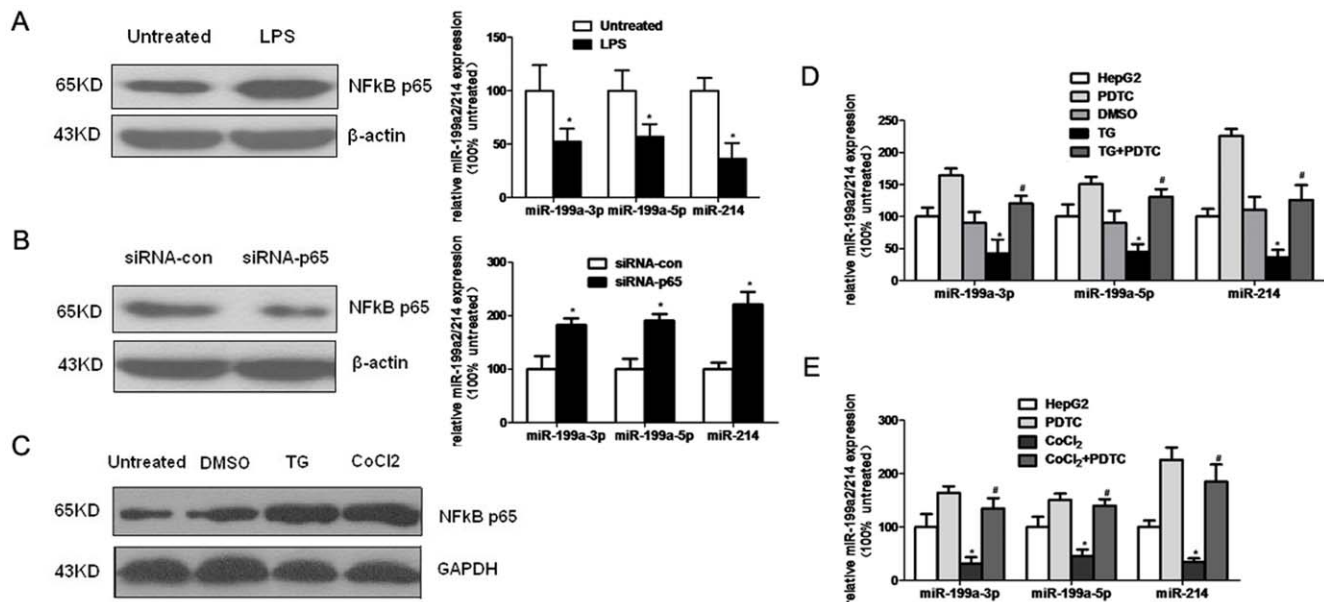 A
Untreated LPS
65KD NFkB p65
43KD β-actin
relative miR-199a2/214 expression
(100% untreated)
150
100
50
0
Untreated
LPS
* * *
miR-199a-3p miR-199a-5p miR-214
B
siRNA-con siRNA-p65
65KD NFkB p65
43KD β-actin
relative miR-199a2/214 expression
(100% untreated)
300
200
100
0
siRNA-con
siRNA-p65
* * *
miR-199a-3p miR-199a-5p miR-214
C
Untreated DMSO TG CoCl2
65KD NFkB p65
43KD GAPDH
D
relative miR-199a2/214 expression
(100% untreated)
250
200
150
100
50
0
HepG2
PDTC
DMSO
TG
TG+PDTC
* # * # * #
miR-199a-3p miR-199a-5p miR-214
E
relative miR-199a2/214 expression
(100% untreated)
300
200
100
0
HepG2
PDTC
CoCl₂
CoCl₂+PDTC
* # * # * #
miR-199a-3p miR-199a-5p miR-214